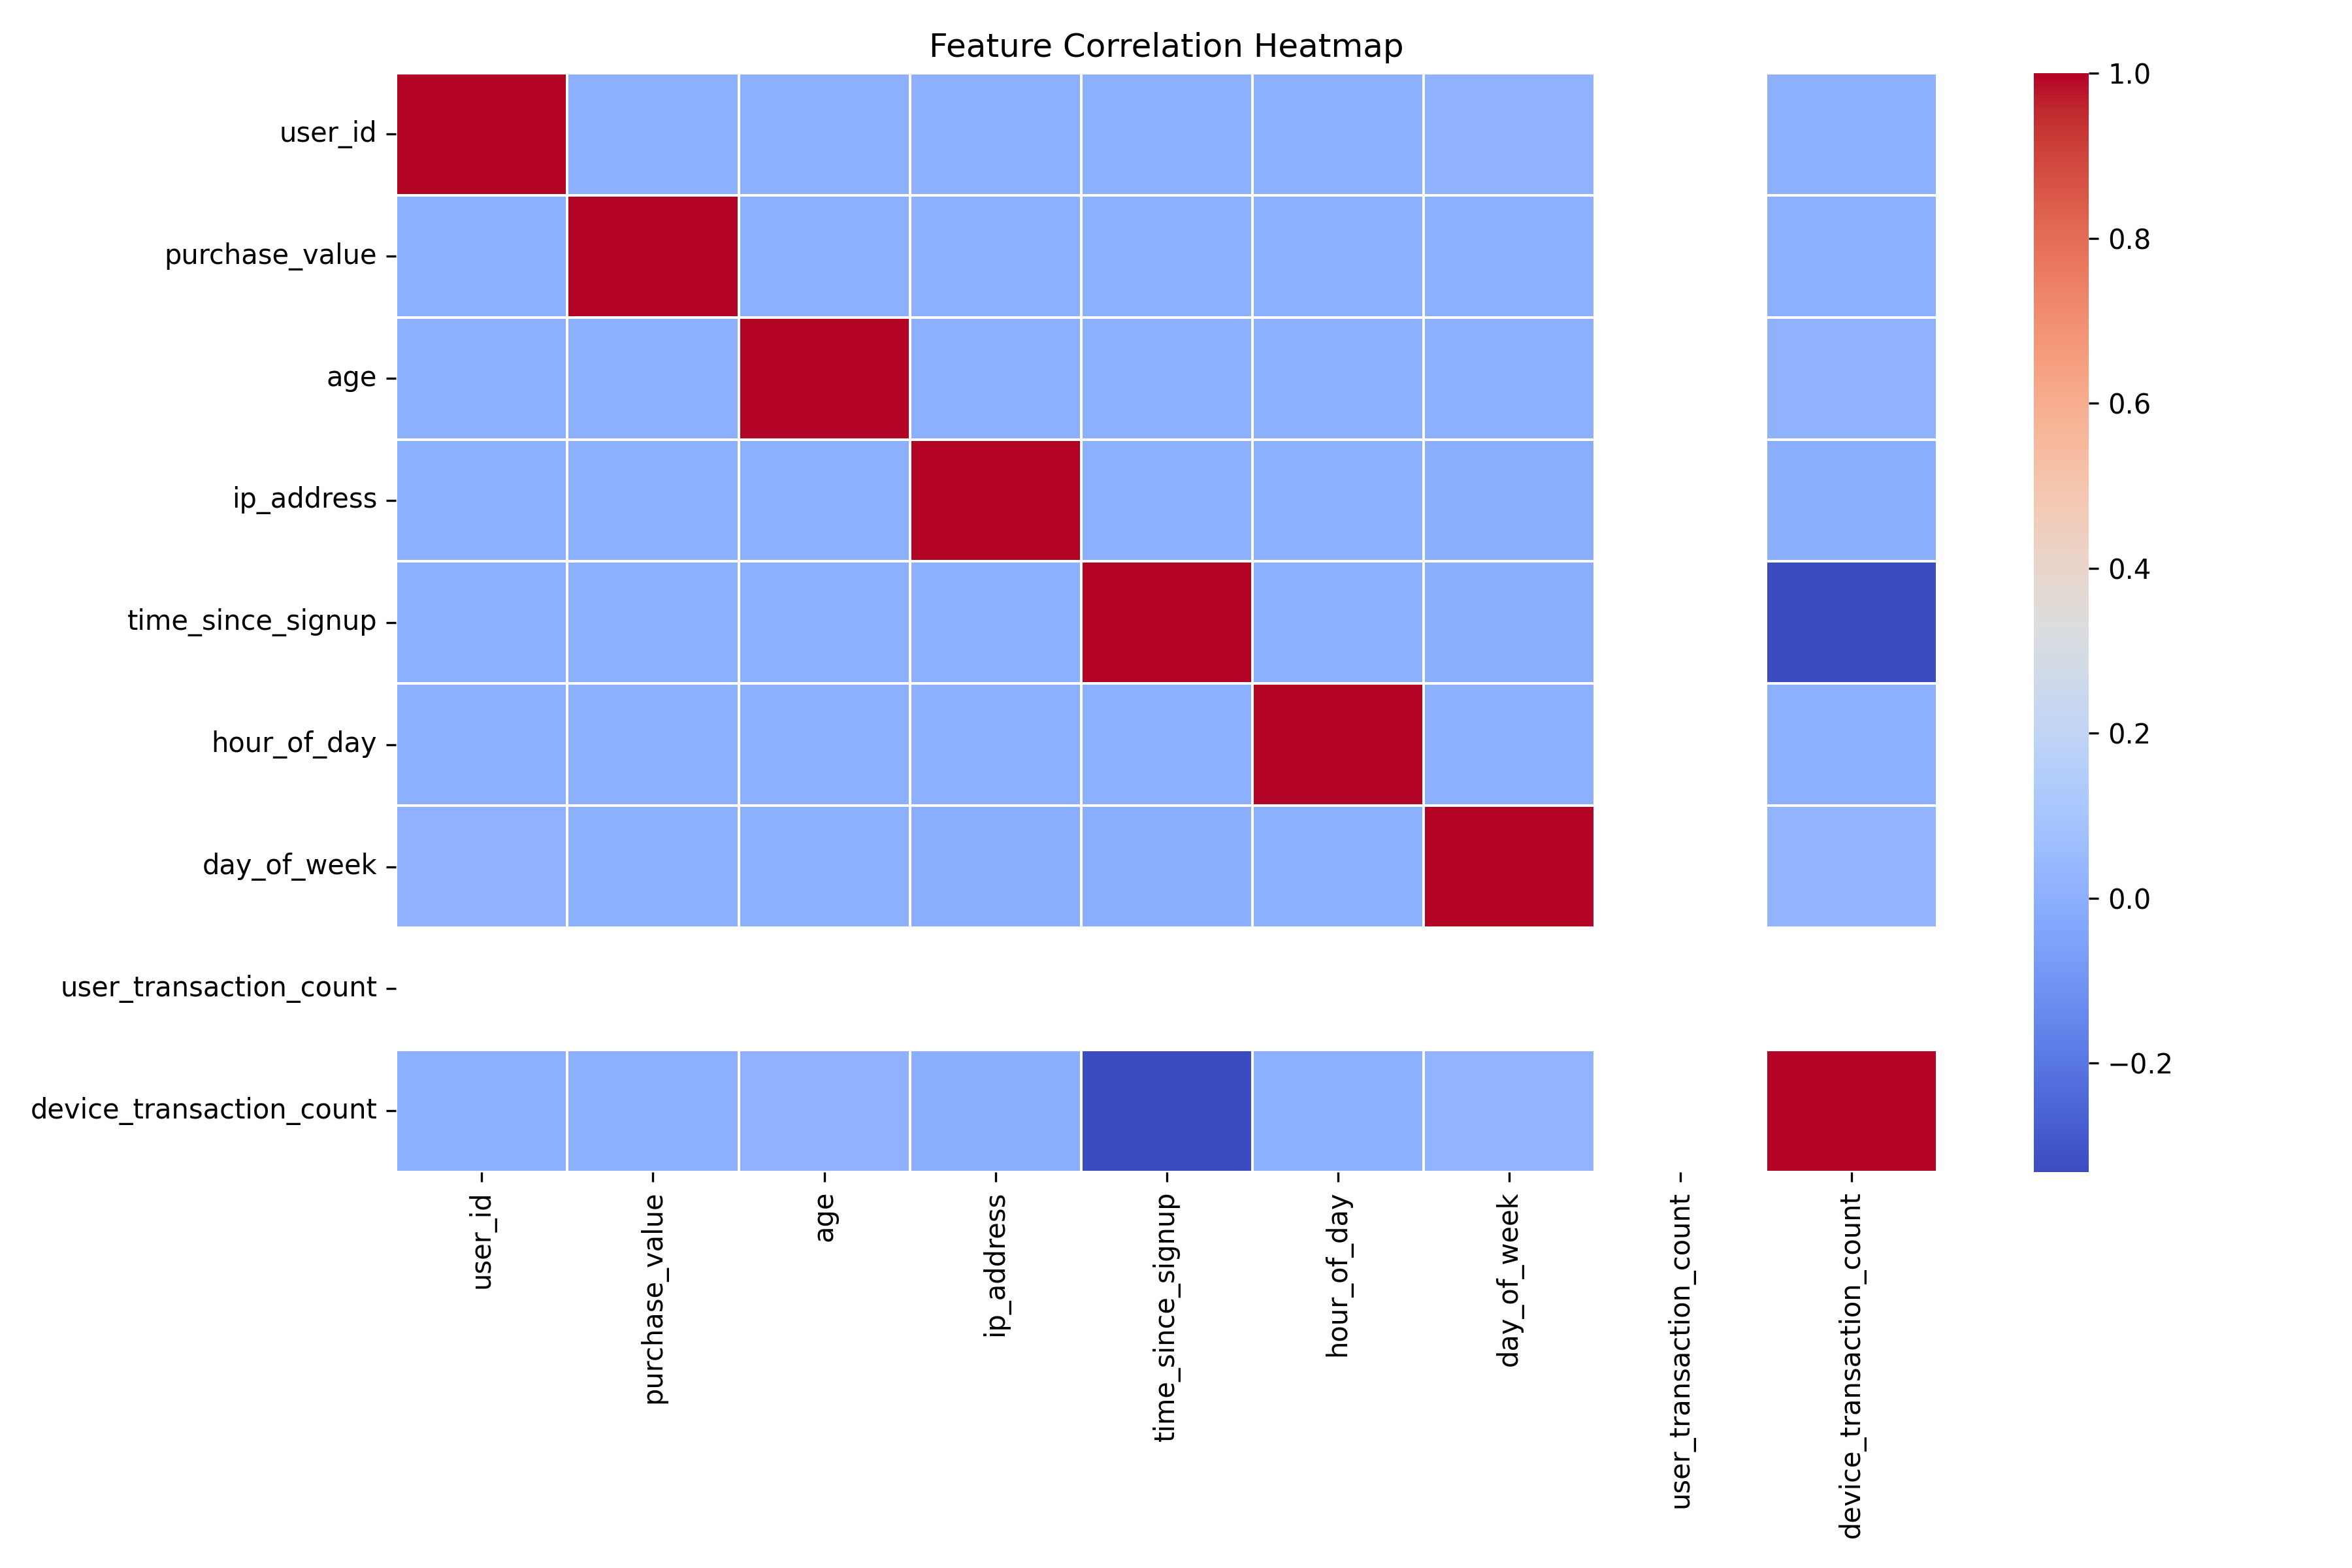 Feature Correlation Heatmap
user_id
purchase_value
age
ip_address
time_since_signup
hour_of_day
day_of_week
user_transaction_count
device_transaction_count
user_id
purchase_value
age
ip_address
time_since_signup
hour_of_day
day_of_week
user_transaction_count
device_transaction_count
1.0
0.8
0.6
0.4
0.2
0.0
−0.2